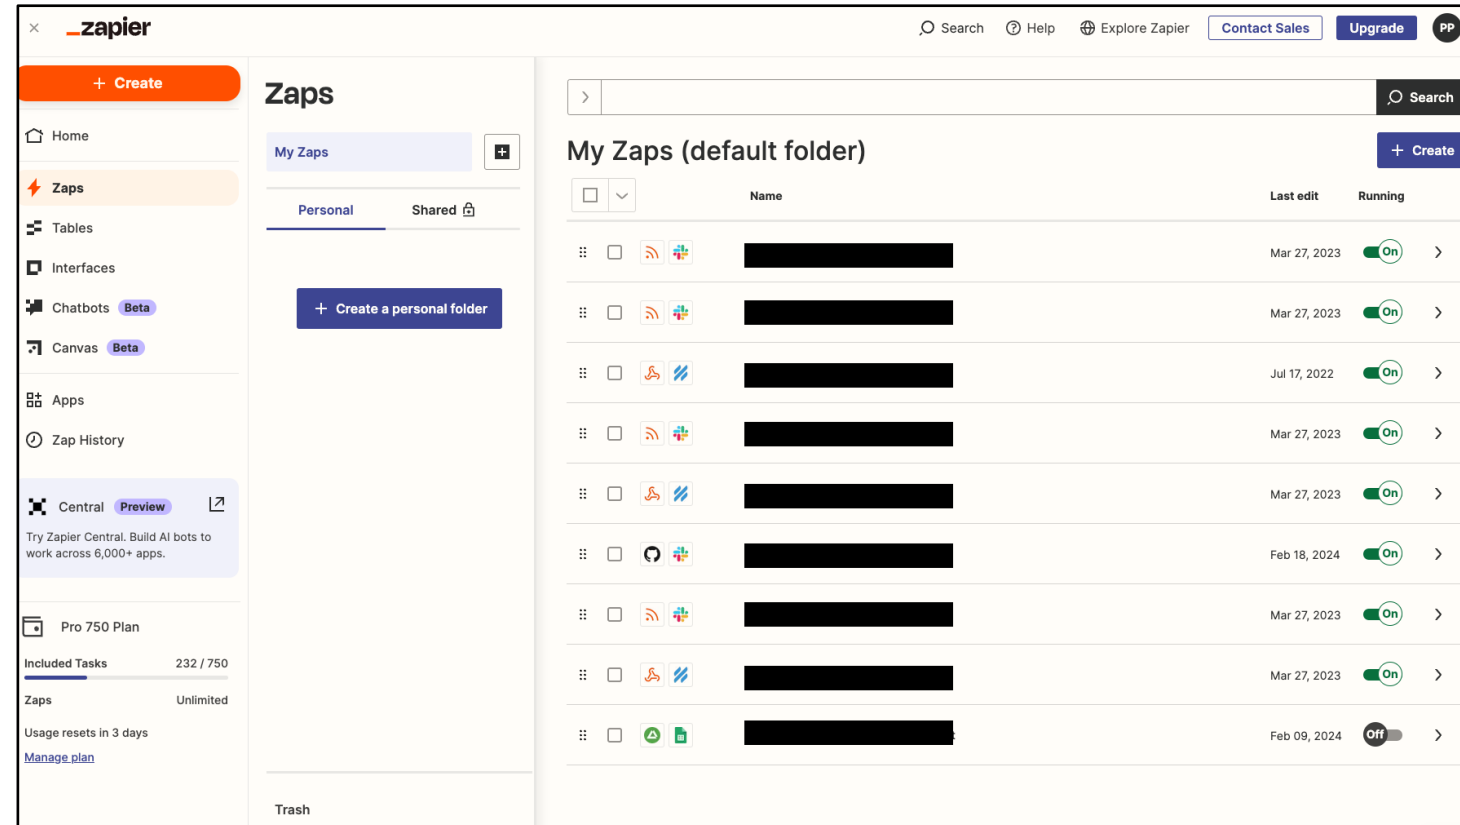 zapier
Search
Help
Explore Zapier
Contact Sales
Upgrade
PP
+ Create
Home
Zaps
Tables
Interfaces
Chatbots Beta
Canvas Beta
Apps
Zap History
Central Preview
Try Zapier Central. Build AI bots to
work across 6,000+ apps.
Pro 750 Plan
Included Tasks 232 / 750
Zaps Unlimited
Usage resets in 3 days
Manage plan
Zaps
My Zaps
Personal Shared
+ Create a personal folder
Trash
Search
My Zaps (default folder)
+ Create
Name Last edit Running
Mar 27, 2023 On
Mar 27, 2023 On
Jul 17, 2022 On
Mar 27, 2023 On
Mar 27, 2023 On
Feb 18, 2024 On
Mar 27, 2023 On
Mar 27, 2023 On
Feb 09, 2024 Off